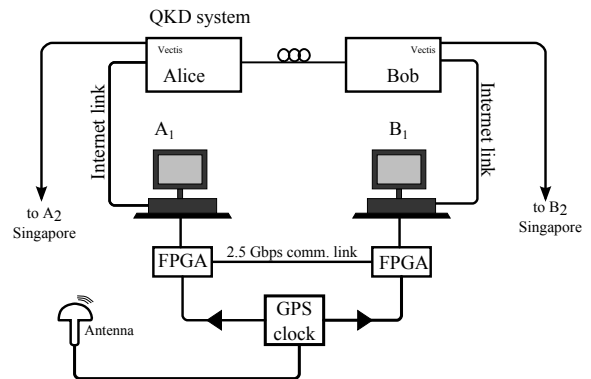 QKD system
Vectis
Alice
Vectis
Bob
Internet link
Internet link
A1
B1
to A2
Singapore
to B2
Singapore
FPGA
2.5 Gbps comm. link
FPGA
GPS
clock
Antenna